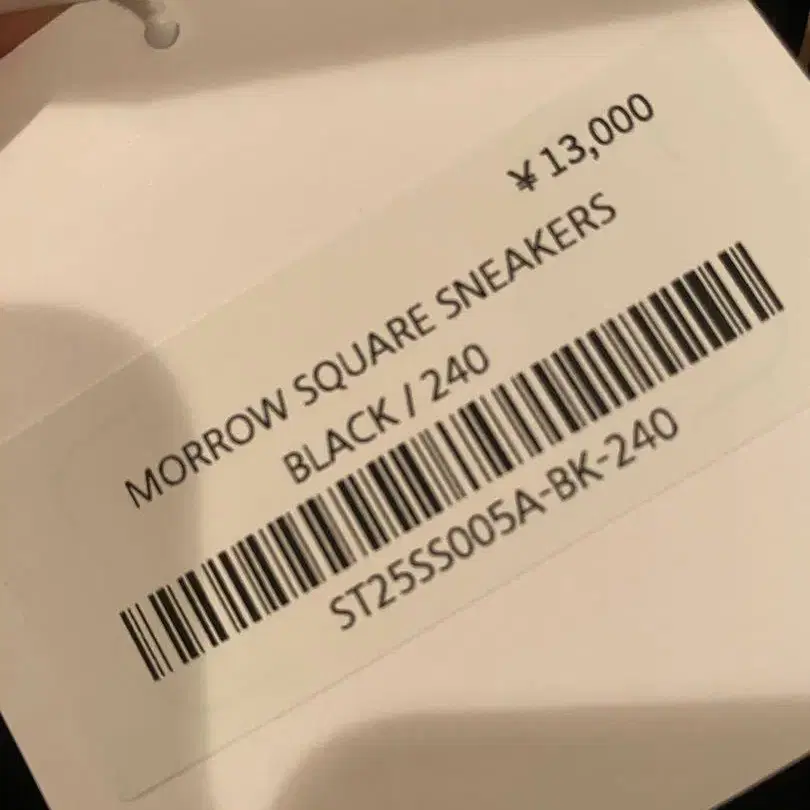 ¥13,000
MORROW SQUARE SNEAKERS
BLACK / 240
ST25SS005A-BK-240